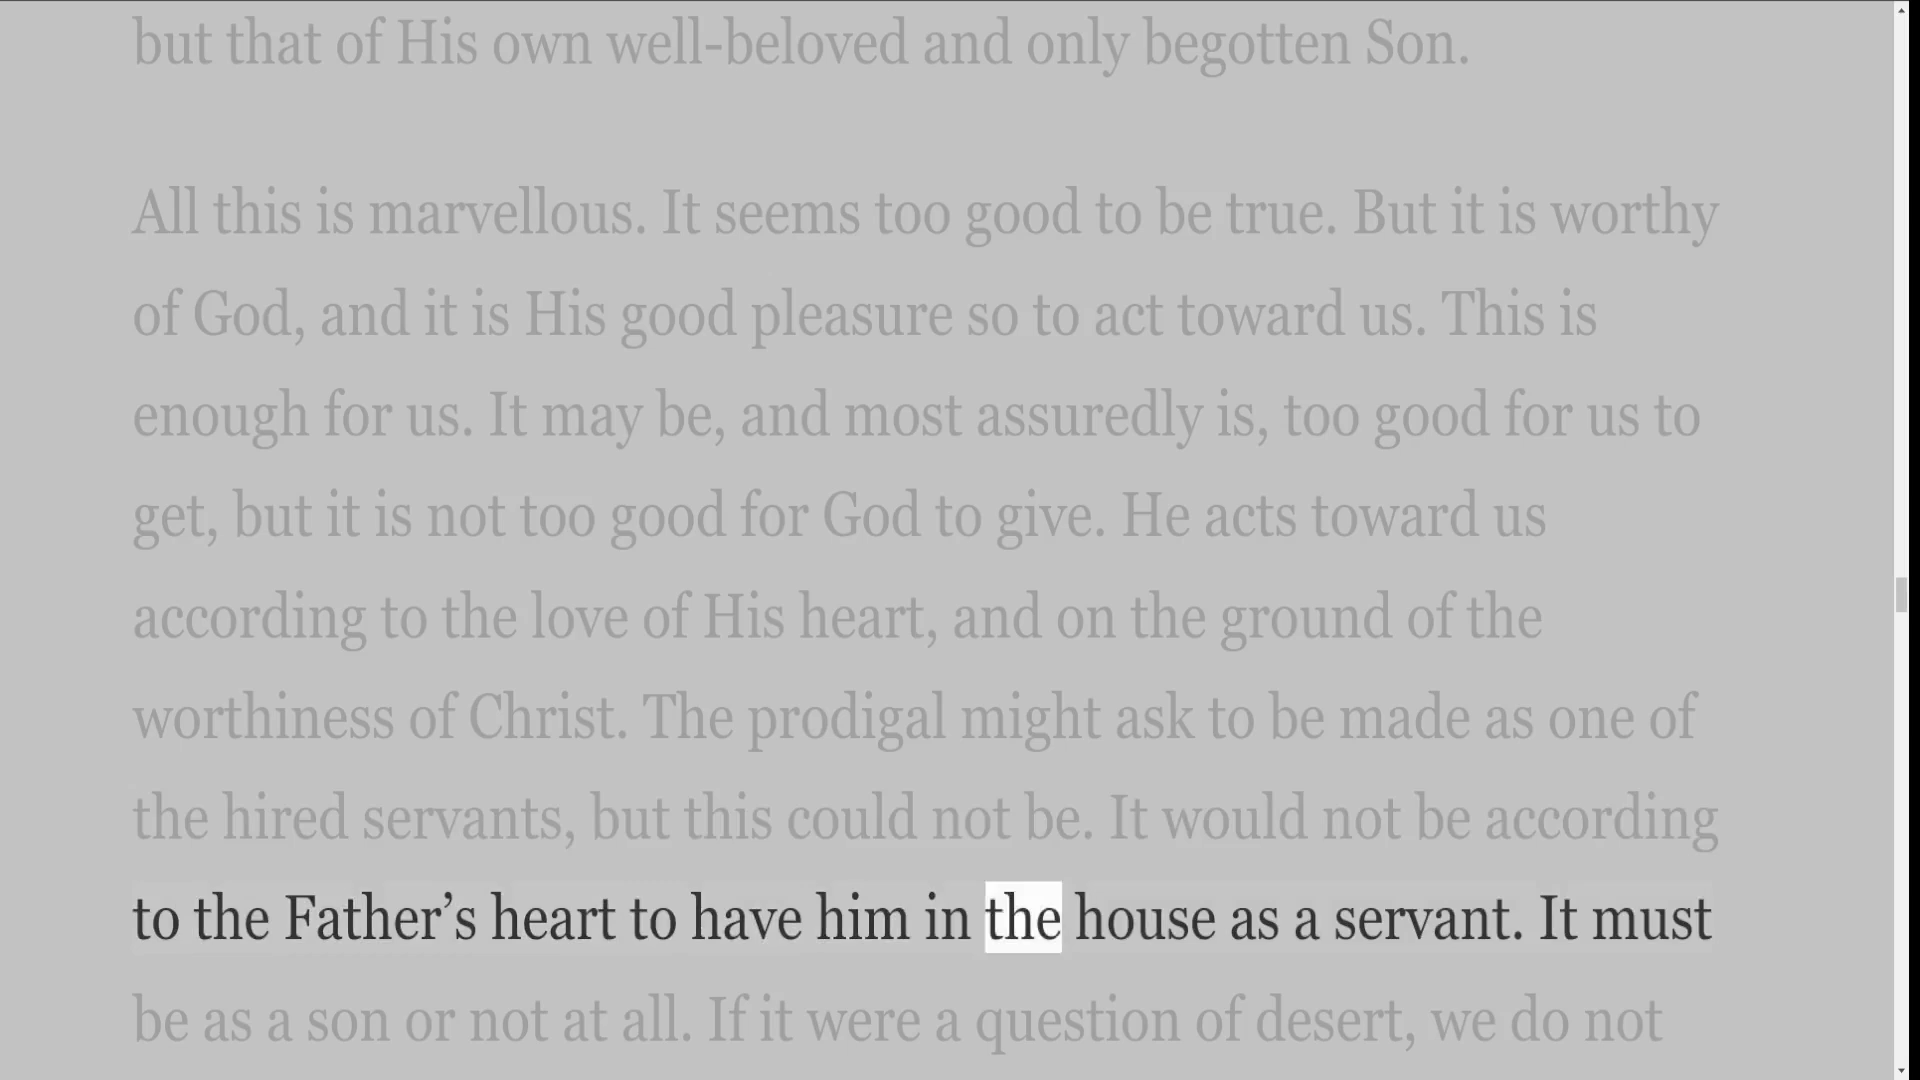 but that of His own well-beloved and only begotten Son.
All this is marvellous. It seems too good to be true. But it is worthy
of God, and it is His good pleasure so to act toward us. This is
enough for us. It may be, and most assuredly is, too good for us to
get, but it is not too good for God to give. He acts toward us
according to the love of His heart, and on the ground of the
worthiness of Christ. The prodigal might ask to be made as one of
the hired servants, but this could not be. It would not be according
to the Father’s heart to have him in the house as a servant. It must
be as a son or not at all. If it were a question of desert, we do not